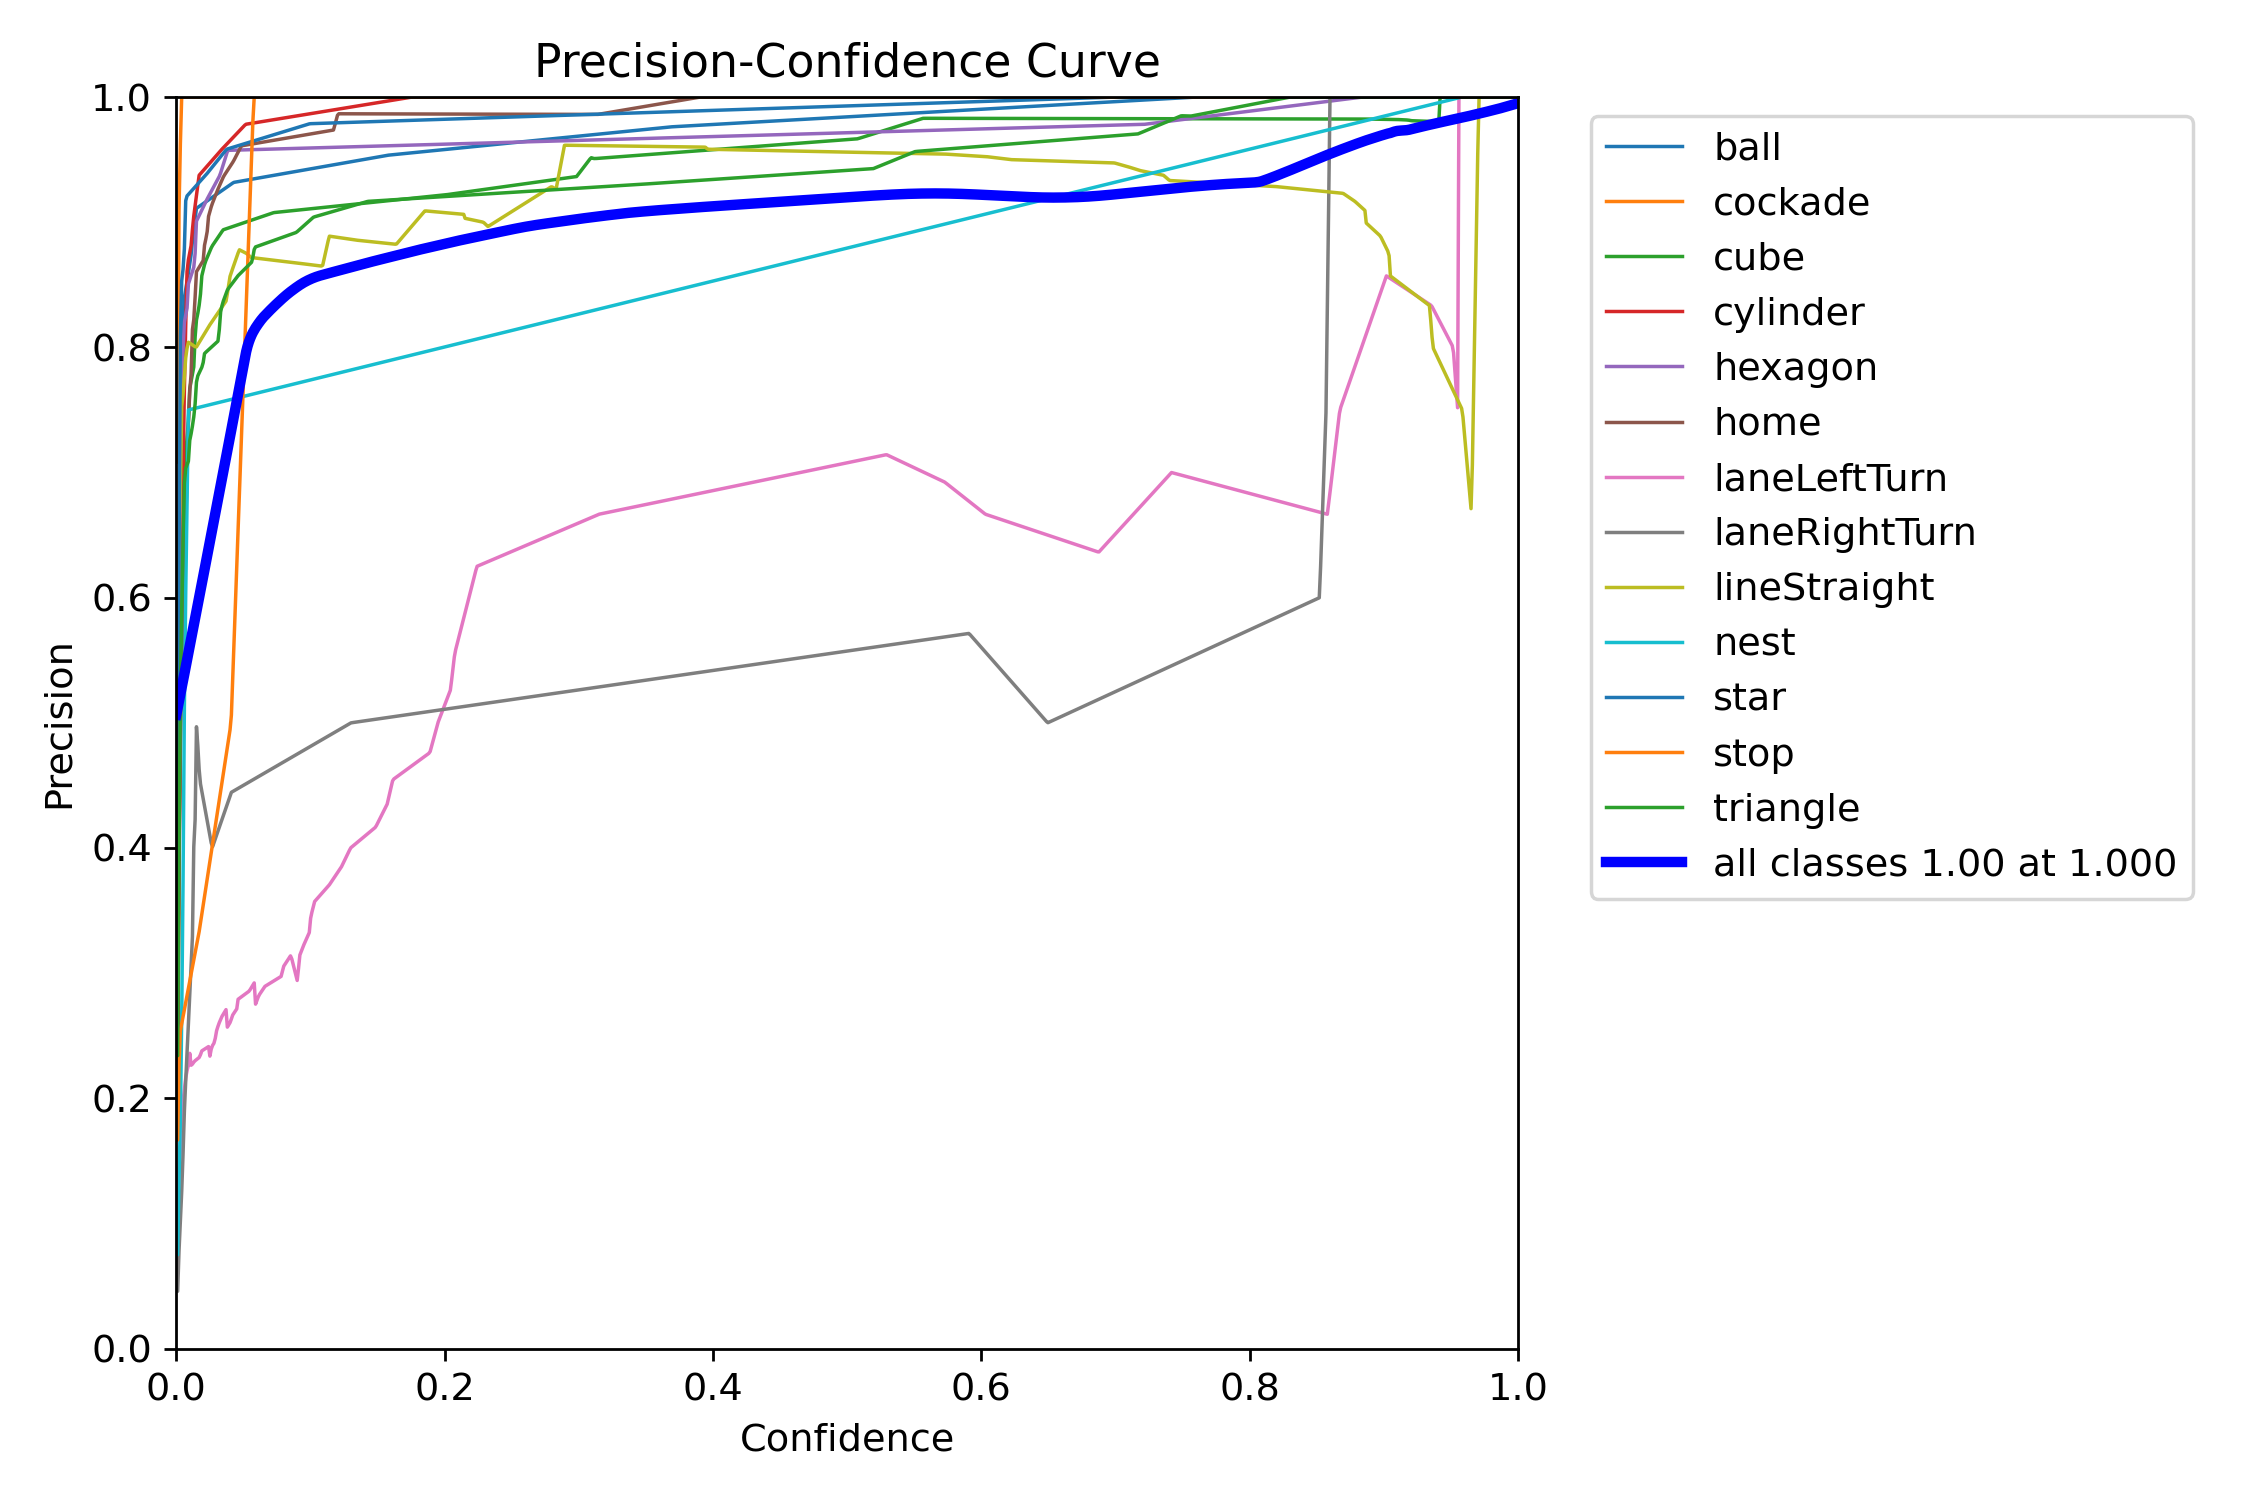 Precision-Confidence Curve
1.0
0.8
0.6
0.4
0.2
0.0
Precision
0.0 0.2 0.4 0.6 0.8 1.0
Confidence
ball
cockade
cube
cylinder
hexagon
home
laneLeftTurn
laneRightTurn
lineStraight
nest
star
stop
triangle
all classes 1.00 at 1.000